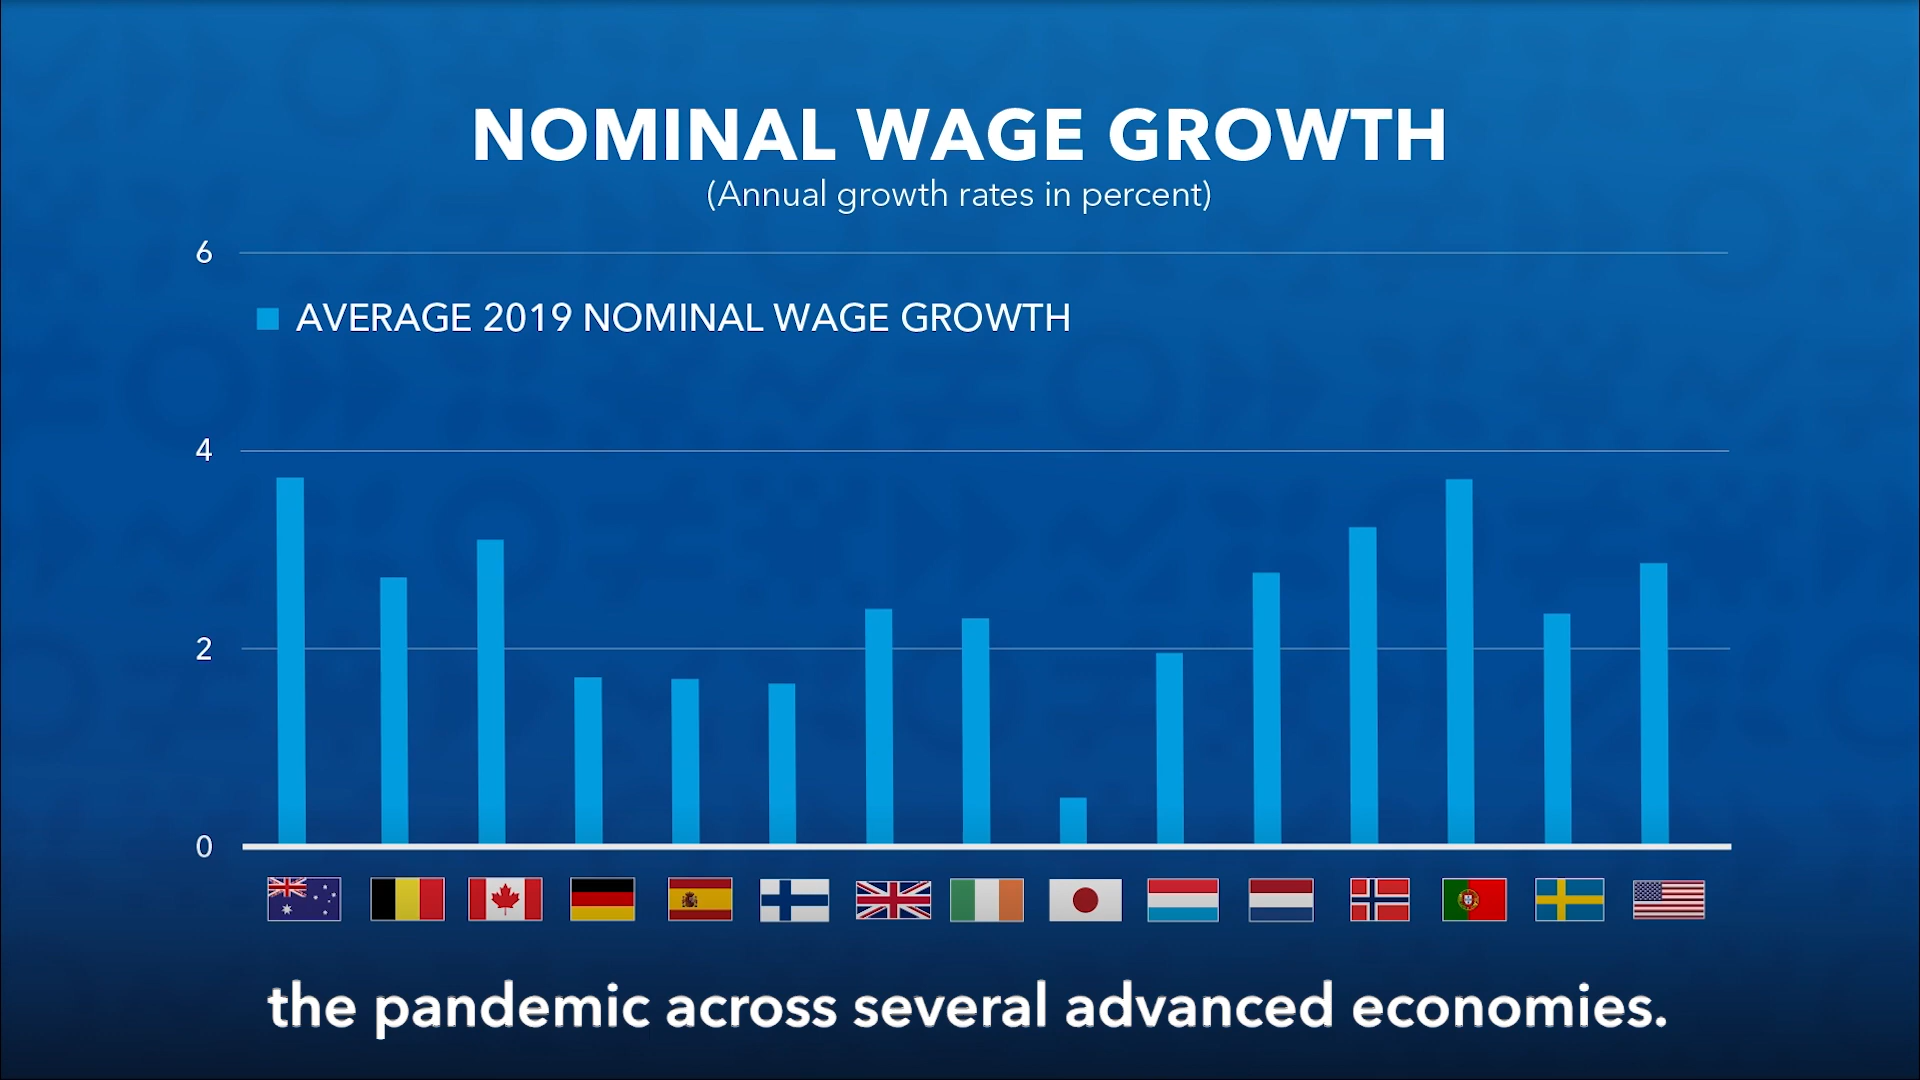 NOMINAL WAGE GROWTH
(Annual growth rates in percent)
6
AVERAGE 2019 NOMINAL WAGE GROWTH
4
2
0
the pandemic across several advanced economies.